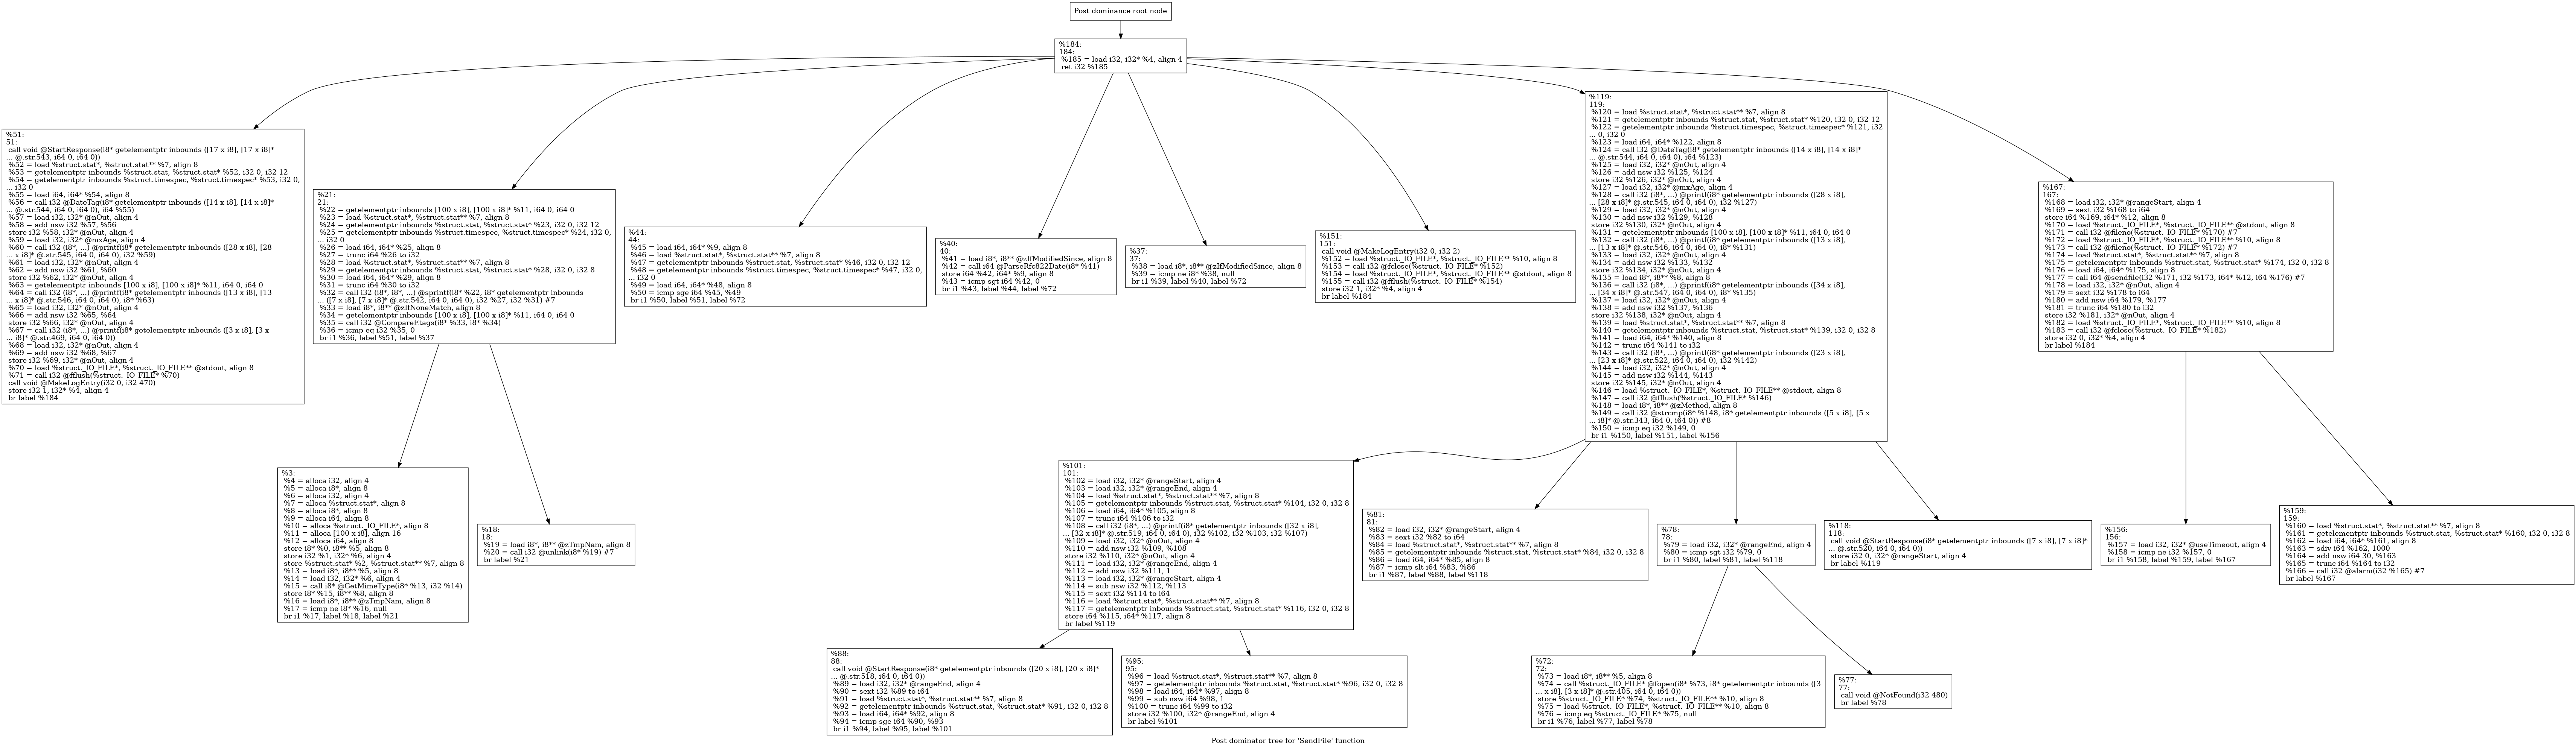 Post dominance root node
%184:
184:
%185 = load i32, i32* %4, align 4
ret i32 %185
%51:
51:
call void @StartResponse(i8* getelementptr inbounds ([17 x i8], [17 x i8]*
... @.str.543, i64 0, i64 0))
%52 = load %struct.stat*, %struct.stat** %7, align 8
%53 = getelementptr inbounds %struct.stat, %struct.stat* %52, i32 0, i32 12
%54 = getelementptr inbounds %struct.timespec, %struct.timespec* %53, i32 0,
... i32 0
%55 = load i64, i64* %54, align 8
%56 = call i32 @DateTag(i8* getelementptr inbounds ([14 x i8], [14 x i8]*
... @.str.544, i64 0, i64 0), i64 %55)
%57 = load i32, i32* @nOut, align 4
%58 = add nsw i32 %57, %56
store i32 %58, i32* @nOut, align 4
%59 = load i32, i32* @mxAge, align 4
%60 = call i32 (i8*, ...) @printf(i8* getelementptr inbounds ([28 x i8], [28
... x i8]* @.str.545, i64 0, i64 0), i32 %59)
%61 = load i32, i32* @nOut, align 4
%62 = add nsw i32 %61, %60
store i32 %62, i32* @nOut, align 4
%63 = getelementptr inbounds [100 x i8], [100 x i8]* %11, i64 0, i64 0
%64 = call i32 (i8*, ...) @printf(i8* getelementptr inbounds ([13 x i8], [13
... x i8]* @.str.546, i64 0, i64 0), i8* %63)
%65 = load i32, i32* @nOut, align 4
%66 = add nsw i32 %65, %64
store i32 %66, i32* @nOut, align 4
%67 = call i32 (i8*, ...) @printf(i8* getelementptr inbounds ([3 x i8], [3 x
... i8]* @.str.469, i64 0, i64 0))
%68 = load i32, i32* @nOut, align 4
%69 = add nsw i32 %68, %67
store i32 %69, i32* @nOut, align 4
%70 = load %struct._IO_FILE*, %struct._IO_FILE** @stdout, align 8
%71 = call i32 @fflush(%struct._IO_FILE* %70)
call void @MakeLogEntry(i32 0, i32 470)
store i32 1, i32* %4, align 4
br label %184
%21:
21:
%22 = getelementptr inbounds [100 x i8], [100 x i8]* %11, i64 0, i64 0
%23 = load %struct.stat*, %struct.stat** %7, align 8
%24 = getelementptr inbounds %struct.stat, %struct.stat* %23, i32 0, i32 12
%25 = getelementptr inbounds %struct.timespec, %struct.timespec* %24, i32 0,
... i32 0
%26 = load i64, i64* %25, align 8
%27 = trunc i64 %26 to i32
%28 = load %struct.stat*, %struct.stat** %7, align 8
%29 = getelementptr inbounds %struct.stat, %struct.stat* %28, i32 0, i32 8
%30 = load i64, i64* %29, align 8
%31 = trunc i64 %30 to i32
%32 = call i32 (i8*, i8*, ...) @sprintf(i8* %22, i8* getelementptr inbounds
... ([7 x i8], [7 x i8]* @.str.542, i64 0, i64 0), i32 %27, i32 %31) #7
%33 = load i8*, i8** @zIfNoneMatch, align 8
%34 = getelementptr inbounds [100 x i8], [100 x i8]* %11, i64 0, i64 0
%35 = call i32 @CompareEtags(i8* %33, i8* %34)
%36 = icmp eq i32 %35, 0
br i1 %36, label %51, label %37
%44:
44:
%45 = load i64, i64* %9, align 8
%46 = load %struct.stat*, %struct.stat** %7, align 8
%47 = getelementptr inbounds %struct.stat, %struct.stat* %46, i32 0, i32 12
%48 = getelementptr inbounds %struct.timespec, %struct.timespec* %47, i32 0,
... i32 0
%49 = load i64, i64* %48, align 8
%50 = icmp sge i64 %45, %49
br i1 %50, label %51, label %72
%40:
40:
%41 = load i8*, i8** @zIfModifiedSince, align 8
%42 = call i64 @ParseRfc822Date(i8* %41)
store i64 %42, i64* %9, align 8
%43 = icmp sgt i64 %42, 0
br i1 %43, label %44, label %72
%37:
37:
%38 = load i8*, i8** @zIfModifiedSince, align 8
%39 = icmp ne i8* %38, null
br i1 %39, label %40, label %72
%151:
151:
call void @MakeLogEntry(i32 0, i32 2)
%152 = load %struct._IO_FILE*, %struct._IO_FILE** %10, align 8
%153 = call i32 @fclose(%struct._IO_FILE* %152)
%154 = load %struct._IO_FILE*, %struct._IO_FILE** @stdout, align 8
%155 = call i32 @fflush(%struct._IO_FILE* %154)
store i32 1, i32* %4, align 4
br label %184
%119:
119:
%120 = load %struct.stat*, %struct.stat** %7, align 8
%121 = getelementptr inbounds %struct.stat, %struct.stat* %120, i32 0, i32 12
%122 = getelementptr inbounds %struct.timespec, %struct.timespec* %121, i32
... 0, i32 0
%123 = load i64, i64* %122, align 8
%124 = call i32 @DateTag(i8* getelementptr inbounds ([14 x i8], [14 x i8]*
... @.str.544, i64 0, i64 0), i64 %123)
%125 = load i32, i32* @nOut, align 4
%126 = add nsw i32 %125, %124
store i32 %126, i32* @nOut, align 4
%127 = load i32, i32* @mxAge, align 4
%128 = call i32 (i8*, ...) @printf(i8* getelementptr inbounds ([28 x i8],
... [28 x i8]* @.str.545, i64 0, i64 0), i32 %127)
%129 = load i32, i32* @nOut, align 4
%130 = add nsw i32 %129, %128
store i32 %130, i32* @nOut, align 4
%131 = getelementptr inbounds [100 x i8], [100 x i8]* %11, i64 0, i64 0
%132 = call i32 (i8*, ...) @printf(i8* getelementptr inbounds ([13 x i8],
... [13 x i8]* @.str.546, i64 0, i64 0), i8* %131)
%133 = load i32, i32* @nOut, align 4
%134 = add nsw i32 %133, %132
store i32 %134, i32* @nOut, align 4
%135 = load i8*, i8** %8, align 8
%136 = call i32 (i8*, ...) @printf(i8* getelementptr inbounds ([34 x i8],
... [34 x i8]* @.str.547, i64 0, i64 0), i8* %135)
%137 = load i32, i32* @nOut, align 4
%138 = add nsw i32 %137, %136
store i32 %138, i32* @nOut, align 4
%139 = load %struct.stat*, %struct.stat** %7, align 8
%140 = getelementptr inbounds %struct.stat, %struct.stat* %139, i32 0, i32 8
%141 = load i64, i64* %140, align 8
%142 = trunc i64 %141 to i32
%143 = call i32 (i8*, ...) @printf(i8* getelementptr inbounds ([23 x i8],
... [23 x i8]* @.str.522, i64 0, i64 0), i32 %142)
%144 = load i32, i32* @nOut, align 4
%145 = add nsw i32 %144, %143
store i32 %145, i32* @nOut, align 4
%146 = load %struct._IO_FILE*, %struct._IO_FILE** @stdout, align 8
%147 = call i32 @fflush(%struct._IO_FILE* %146)
%148 = load i8*, i8** @zMethod, align 8
%149 = call i32 @strcmp(i8* %148, i8* getelementptr inbounds ([5 x i8], [5 x
... i8]* @.str.343, i64 0, i64 0)) #8
%150 = icmp eq i32 %149, 0
br i1 %150, label %151, label %156
%167:
167:
%168 = load i32, i32* @rangeStart, align 4
%169 = sext i32 %168 to i64
store i64 %169, i64* %12, align 8
%170 = load %struct._IO_FILE*, %struct._IO_FILE** @stdout, align 8
%171 = call i32 @fileno(%struct._IO_FILE* %170) #7
%172 = load %struct._IO_FILE*, %struct._IO_FILE** %10, align 8
%173 = call i32 @fileno(%struct._IO_FILE* %172) #7
%174 = load %struct.stat*, %struct.stat** %7, align 8
%175 = getelementptr inbounds %struct.stat, %struct.stat* %174, i32 0, i32 8
%176 = load i64, i64* %175, align 8
%177 = call i64 @sendfile(i32 %171, i32 %173, i64* %12, i64 %176) #7
%178 = load i32, i32* @nOut, align 4
%179 = sext i32 %178 to i64
%180 = add nsw i64 %179, %177
%181 = trunc i64 %180 to i32
store i32 %181, i32* @nOut, align 4
%182 = load %struct._IO_FILE*, %struct._IO_FILE** %10, align 8
%183 = call i32 @fclose(%struct._IO_FILE* %182)
store i32 0, i32* %4, align 4
br label %184
%3:
%4 = alloca i32, align 4
%5 = alloca i8*, align 8
%6 = alloca i32, align 4
%7 = alloca %struct.stat*, align 8
%8 = alloca i8*, align 8
%9 = alloca i64, align 8
%10 = alloca %struct._IO_FILE*, align 8
%11 = alloca [100 x i8], align 16
%12 = alloca i64, align 8
store i8* %0, i8** %5, align 8
store i32 %1, i32* %6, align 4
store %struct.stat* %2, %struct.stat** %7, align 8
%13 = load i8*, i8** %5, align 8
%14 = load i32, i32* %6, align 4
%15 = call i8* @GetMimeType(i8* %13, i32 %14)
store i8* %15, i8** %8, align 8
%16 = load i8*, i8** @zTmpNam, align 8
%17 = icmp ne i8* %16, null
br i1 %17, label %18, label %21
%18:
18:
%19 = load i8*, i8** @zTmpNam, align 8
%20 = call i32 @unlink(i8* %19) #7
br label %21
%101:
101:
%102 = load i32, i32* @rangeStart, align 4
%103 = load i32, i32* @rangeEnd, align 4
%104 = load %struct.stat*, %struct.stat** %7, align 8
%105 = getelementptr inbounds %struct.stat, %struct.stat* %104, i32 0, i32 8
%106 = load i64, i64* %105, align 8
%107 = trunc i64 %106 to i32
%108 = call i32 (i8*, ...) @printf(i8* getelementptr inbounds ([32 x i8],
... [32 x i8]* @.str.519, i64 0, i64 0), i32 %102, i32 %103, i32 %107)
%109 = load i32, i32* @nOut, align 4
%110 = add nsw i32 %109, %108
store i32 %110, i32* @nOut, align 4
%111 = load i32, i32* @rangeEnd, align 4
%112 = add nsw i32 %111, 1
%113 = load i32, i32* @rangeStart, align 4
%114 = sub nsw i32 %112, %113
%115 = sext i32 %114 to i64
%116 = load %struct.stat*, %struct.stat** %7, align 8
%117 = getelementptr inbounds %struct.stat, %struct.stat* %116, i32 0, i32 8
store i64 %115, i64* %117, align 8
br label %119
%81:
81:
%82 = load i32, i32* @rangeStart, align 4
%83 = sext i32 %82 to i64
%84 = load %struct.stat*, %struct.stat** %7, align 8
%85 = getelementptr inbounds %struct.stat, %struct.stat* %84, i32 0, i32 8
%86 = load i64, i64* %85, align 8
%87 = icmp slt i64 %83, %86
br i1 %87, label %88, label %118
%78:
78:
%79 = load i32, i32* @rangeEnd, align 4
%80 = icmp sgt i32 %79, 0
br i1 %80, label %81, label %118
%118:
118:
call void @StartResponse(i8* getelementptr inbounds ([7 x i8], [7 x i8]*
... @.str.520, i64 0, i64 0))
store i32 0, i32* @rangeStart, align 4
br label %119
%156:
156:
%157 = load i32, i32* @useTimeout, align 4
%158 = icmp ne i32 %157, 0
br i1 %158, label %159, label %167
%159:
159:
%160 = load %struct.stat*, %struct.stat** %7, align 8
%161 = getelementptr inbounds %struct.stat, %struct.stat* %160, i32 0, i32 8
%162 = load i64, i64* %161, align 8
%163 = sdiv i64 %162, 1000
%164 = add nsw i64 30, %163
%165 = trunc i64 %164 to i32
%166 = call i32 @alarm(i32 %165) #7
br label %167
%88:
88:
call void @StartResponse(i8* getelementptr inbounds ([20 x i8], [20 x i8]*
... @.str.518, i64 0, i64 0))
%89 = load i32, i32* @rangeEnd, align 4
%90 = sext i32 %89 to i64
%91 = load %struct.stat*, %struct.stat** %7, align 8
%92 = getelementptr inbounds %struct.stat, %struct.stat* %91, i32 0, i32 8
%93 = load i64, i64* %92, align 8
%94 = icmp sge i64 %90, %93
br i1 %94, label %95, label %101
%95:
95:
%96 = load %struct.stat*, %struct.stat** %7, align 8
%97 = getelementptr inbounds %struct.stat, %struct.stat* %96, i32 0, i32 8
%98 = load i64, i64* %97, align 8
%99 = sub nsw i64 %98, 1
%100 = trunc i64 %99 to i32
store i32 %100, i32* @rangeEnd, align 4
br label %101
%72:
72:
%73 = load i8*, i8** %5, align 8
%74 = call %struct._IO_FILE* @fopen(i8* %73, i8* getelementptr inbounds ([3
... x i8], [3 x i8]* @.str.405, i64 0, i64 0))
store %struct._IO_FILE* %74, %struct._IO_FILE** %10, align 8
%75 = load %struct._IO_FILE*, %struct._IO_FILE** %10, align 8
%76 = icmp eq %struct._IO_FILE* %75, null
br i1 %76, label %77, label %78
%77:
77:
call void @NotFound(i32 480)
br label %78
Post dominator tree for 'SendFile' function